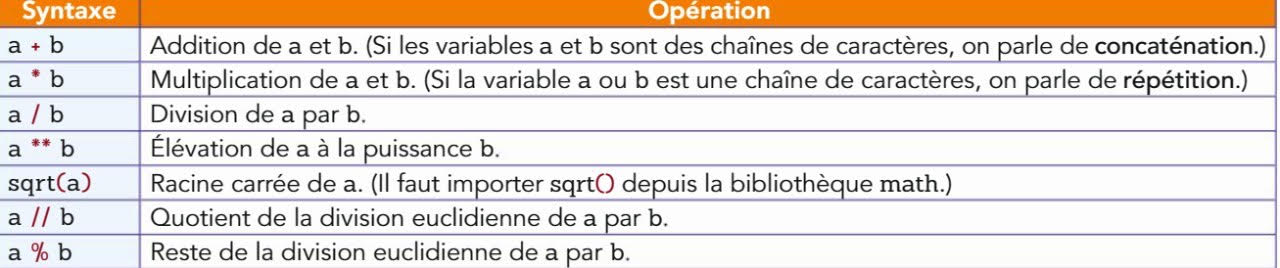 Syntaxe Opération
a + b Addition de a et b. (Si les variables a et b sont des chaînes de caractères, on parle de concaténation.)
a * b Multiplication de a et b. (Si la variable a ou b est une chaîne de caractères, on parle de répétition.)
a / b Division de a par b.
a ** b Élévation de a à la puissance b.
sqrt(a) Racine carrée de a. (Il faut importer sqrt() depuis la bibliothèque math.)
a // b Quotient de la division euclidienne de a par b.
a % b Reste de la division euclidienne de a par b.